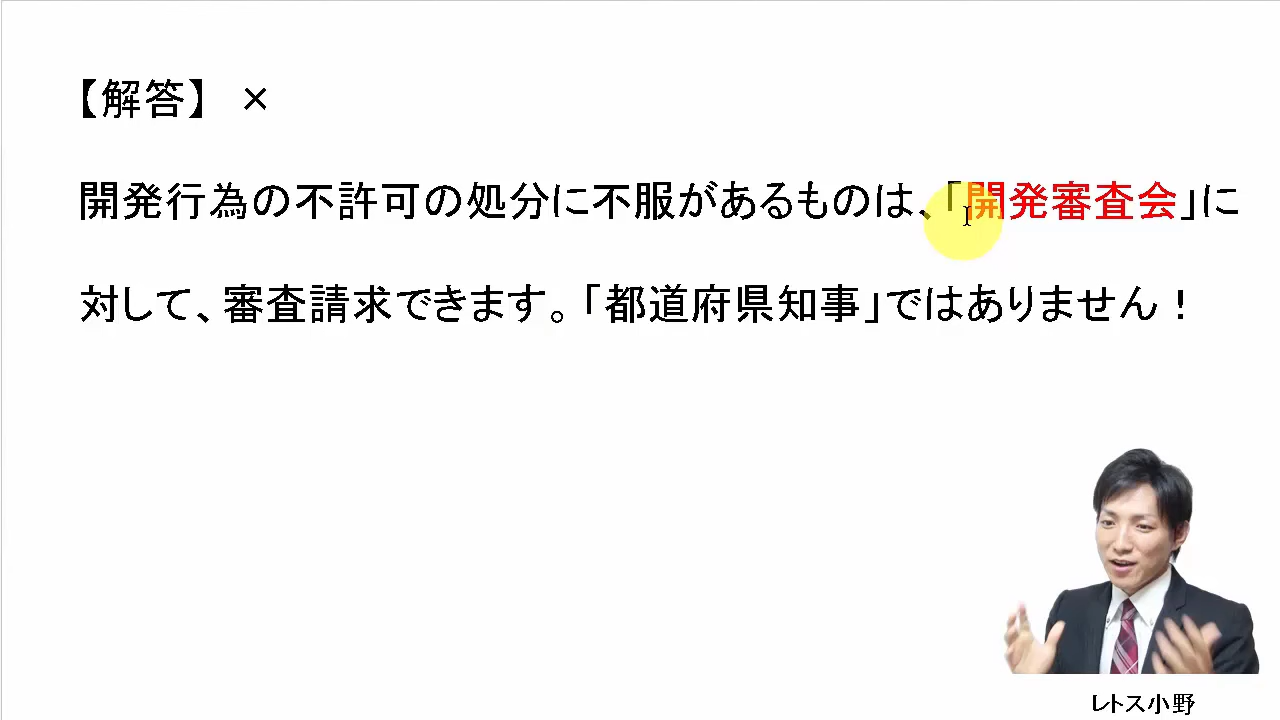 【解答】 ×
開発行為の不許可の処分に不服があるものは、「開発審査会」に
対して、審査請求できます。「都道府県知事」ではありません！
レトス小野